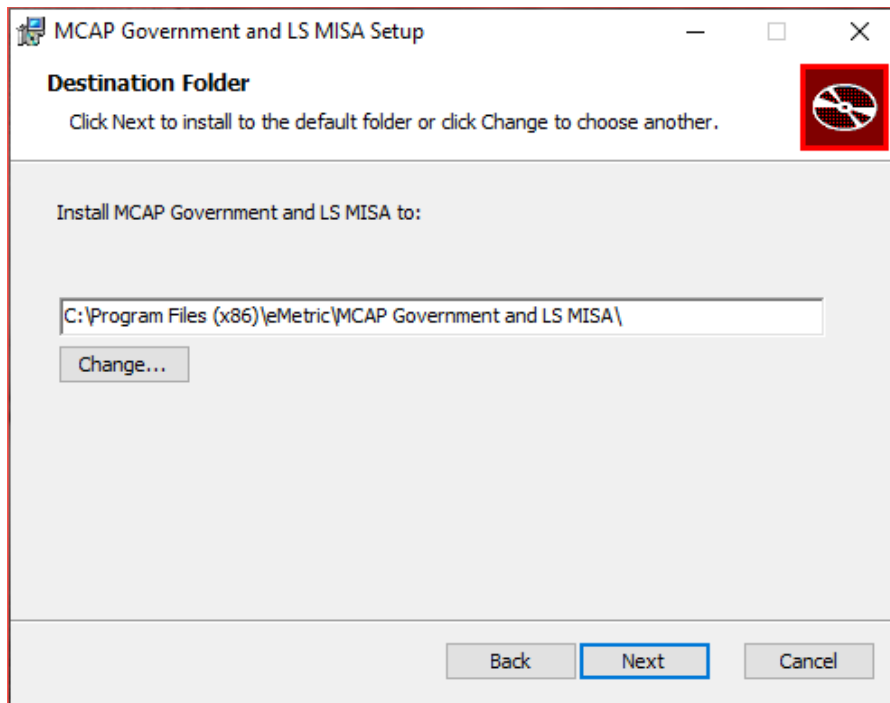 MCAP Government and LS MISA Setup
Destination Folder
Click Next to install to the default folder or click Change to choose another.
Install MCAP Government and LS MISA to:
C:\Program Files (x86)\eMetric\MCAP Government and LS MISA\
Change...
Back Next Cancel